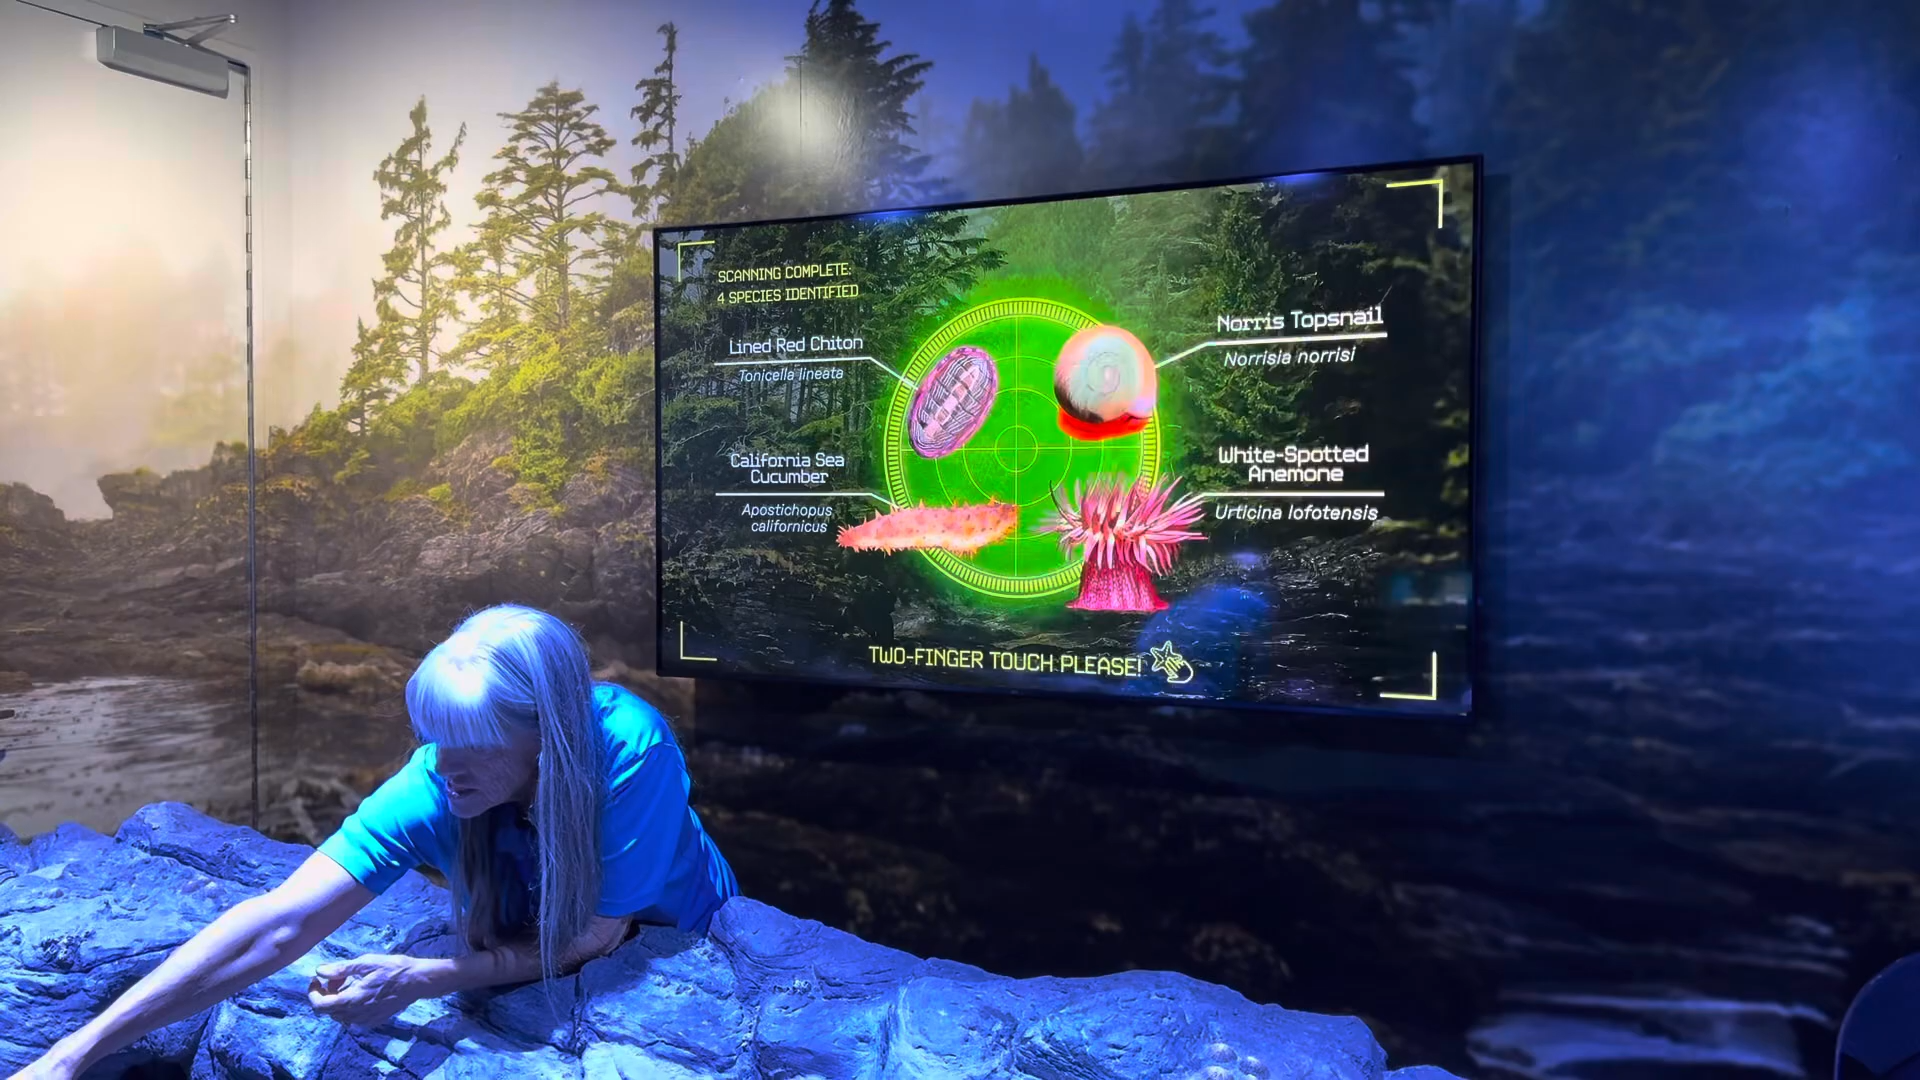 SCANNING COMPLETE:
4 SPECIES IDENTIFIED
Lined Red Chiton
Tonicella lineata
Norris Topsnail
Norrisia norrisi
California Sea
Cucumber
Apostichopus
californicus
White-Spotted
Anemone
Urticina lofotensis
TWO-FINGER TOUCH PLEASE!